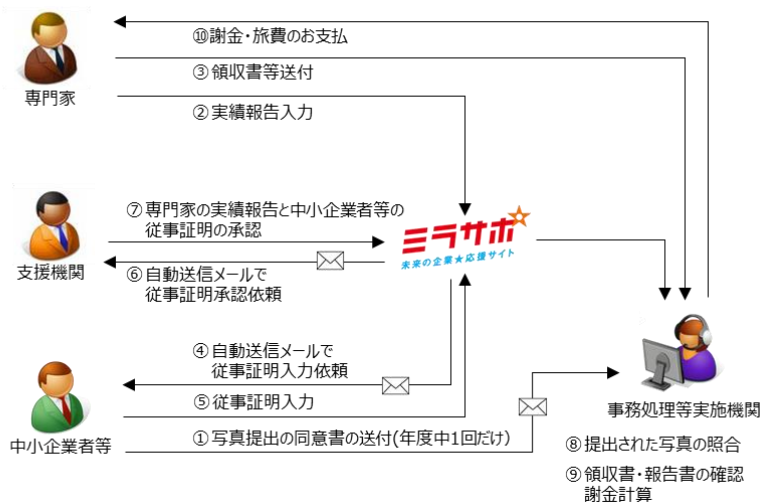 ⑩謝金・旅費のお支払
③領収書等送付
専門家
②実績報告入力
⑦専門家の実績報告と中小企業者等の
従事証明の承認
ミラサポ
未来の企業★応援サイト
支援機関
⑥自動送信メールで
従事証明承認依頼
④自動送信メールで
従事証明入力依頼
⑤従事証明入力
中小企業者等
①写真提出の同意書の送付(年度中1回だけ)
事務処理等実施機関
⑧提出された写真の照合
⑨領収書・報告書の確認
謝金計算